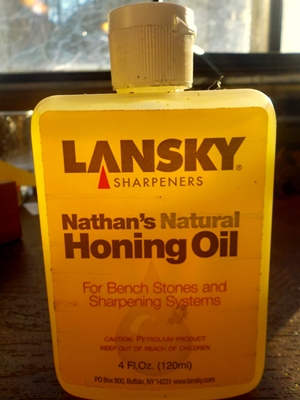 LANSKY®
SHARPENERS
Nathan's Natural
Honing Oil
For Bench Stones and
Sharpening Systems
CAUTION: PETROLEUM PRODUCT
KEEP OUT OF REACH OF CHILDREN
4 Fl.Oz. (120ml)
PO Box 800, Buffalo, NY 14231 www.lansky.com